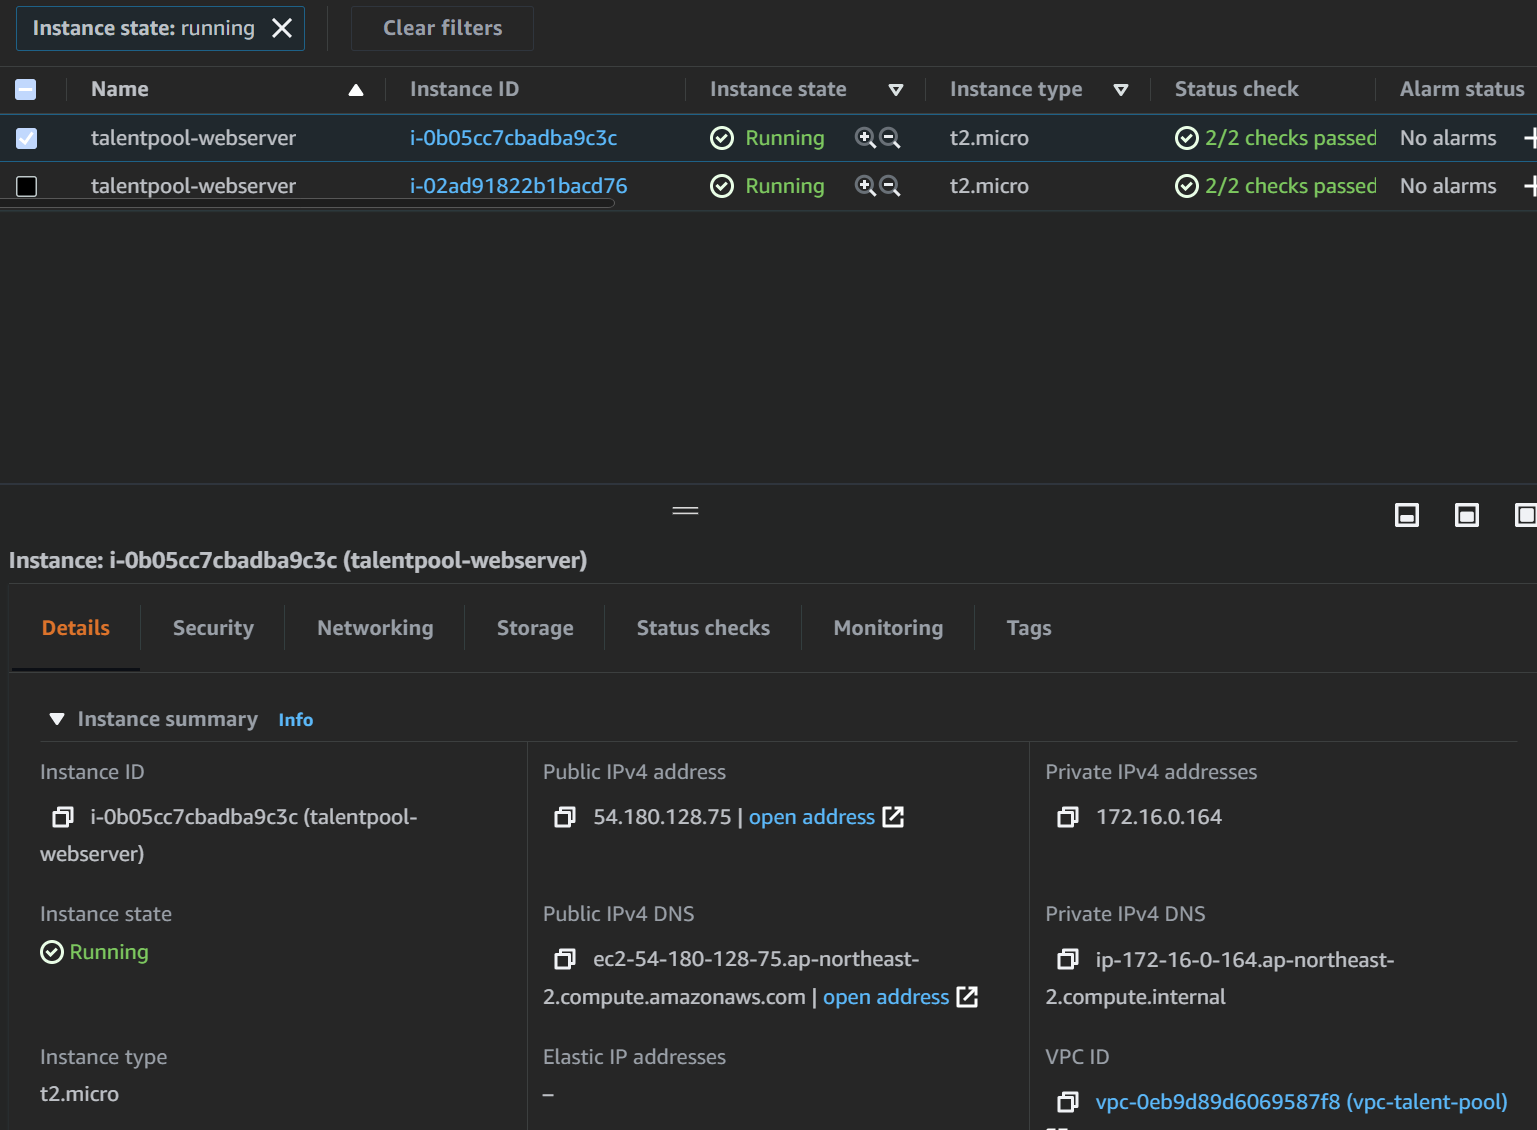 Instance state: running
Clear filters
Name Instance ID Instance state Instance type Status check Alarm status
talentpool-webserver i-0b05cc7cbadba9c3c Running t2.micro 2/2 checks passed No alarms
talentpool-webserver i-02ad91822b1bacd76 Running t2.micro 2/2 checks passed No alarms
Instance: i-0b05cc7cbadba9c3c (talentpool-webserver)
Details Security Networking Storage Status checks Monitoring Tags
Instance summary Info
Instance ID
i-0b05cc7cbadba9c3c (talentpool-
webserver)
Public IPv4 address
54.180.128.75 | open address
Private IPv4 addresses
172.16.0.164
Instance state
Running
Public IPv4 DNS
ec2-54-180-128-75.ap-northeast-
2.compute.amazonaws.com | open address
Private IPv4 DNS
ip-172-16-0-164.ap-northeast-
2.compute.internal
Instance type
t2.micro
Elastic IP addresses
–
VPC ID
vpc-0eb9d89d6069587f8 (vpc-talent-pool)